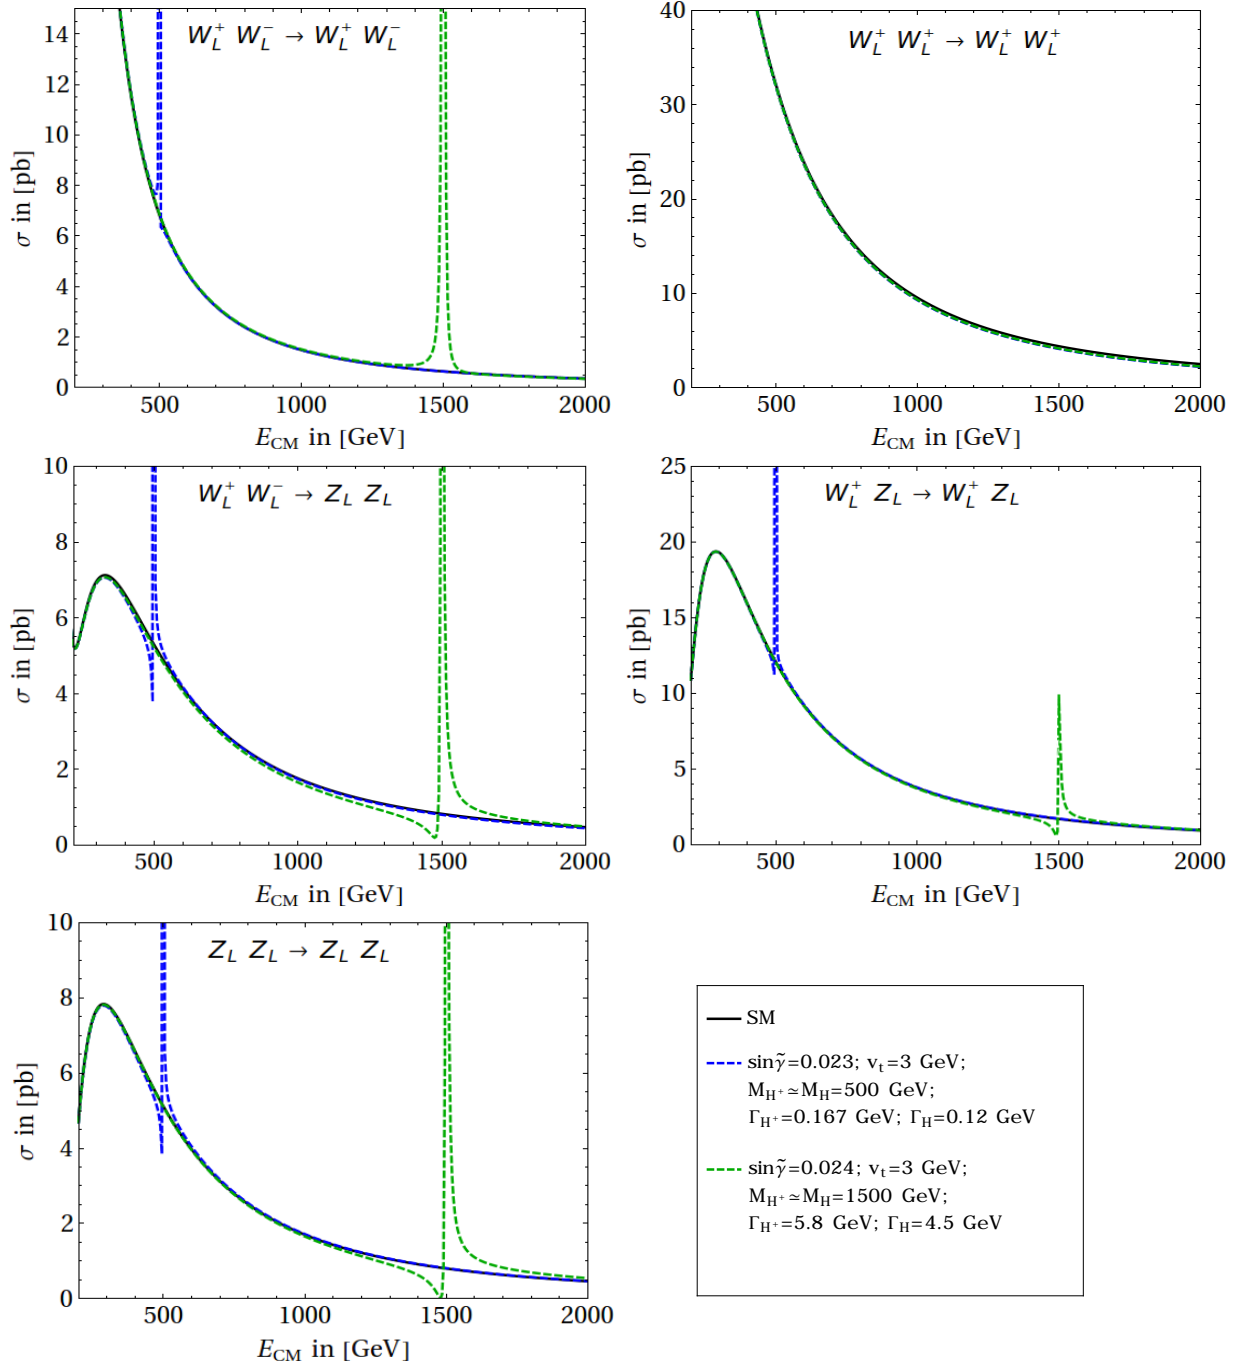 W_L^+ W_L^- → W_L^+ W_L^-
14
12
10
8
6
4
2
0
σ in [pb]
500 1000 1500 2000
E_CM in [GeV]
W_L^+ W_L^+ → W_L^+ W_L^+
40
30
20
10
0
σ in [pb]
500 1000 1500 2000
E_CM in [GeV]
W_L^+ W_L^- → Z_L Z_L
10
8
6
4
2
0
σ in [pb]
500 1000 1500 2000
E_CM in [GeV]
W_L^+ Z_L → W_L^+ Z_L
25
20
15
10
5
0
σ in [pb]
500 1000 1500 2000
E_CM in [GeV]
Z_L Z_L → Z_L Z_L
10
8
6
4
2
0
σ in [pb]
500 1000 1500 2000
E_CM in [GeV]
SM
sinγ̃=0.023; v_t=3 GeV;
M_H⁺≃M_H=500 GeV;
Γ_H⁺=0.167 GeV; Γ_H=0.12 GeV
sinγ̃=0.024; v_t=3 GeV;
M_H⁺≃M_H=1500 GeV;
Γ_H⁺=5.8 GeV; Γ_H=4.5 GeV